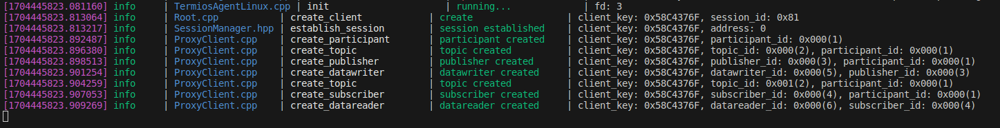 [1704445823.081160] info | TermiosAgentLinux.cpp | init | running... | fd: 3
[1704445823.813064] info | Root.cpp | create_client | create | client_key: 0x58C4376F, session_id: 0x81
[1704445823.813217] info | SessionManager.hpp | establish_session | session established | client_key: 0x58C4376F, address: 0
[1704445823.892487] info | ProxyClient.cpp | create_participant | participant created | client_key: 0x58C4376F, participant_id: 0x000(1)
[1704445823.896380] info | ProxyClient.cpp | create_topic | topic created | client_key: 0x58C4376F, topic_id: 0x000(2), participant_id: 0x000(1)
[1704445823.898513] info | ProxyClient.cpp | create_publisher | publisher created | client_key: 0x58C4376F, publisher_id: 0x000(3), participant_id: 0x000(1)
[1704445823.901254] info | ProxyClient.cpp | create_datawriter | datawriter created | client_key: 0x58C4376F, datawriter_id: 0x000(5), publisher_id: 0x000(3)
[1704445823.904259] info | ProxyClient.cpp | create_topic | topic created | client_key: 0x58C4376F, topic_id: 0x001(2), participant_id: 0x000(1)
[1704445823.907053] info | ProxyClient.cpp | create_subscriber | subscriber created | client_key: 0x58C4376F, subscriber_id: 0x000(4), participant_id: 0x000(1)
[1704445823.909269] info | ProxyClient.cpp | create_datareader | datareader created | client_key: 0x58C4376F, datareader_id: 0x000(6), subscriber_id: 0x000(4)